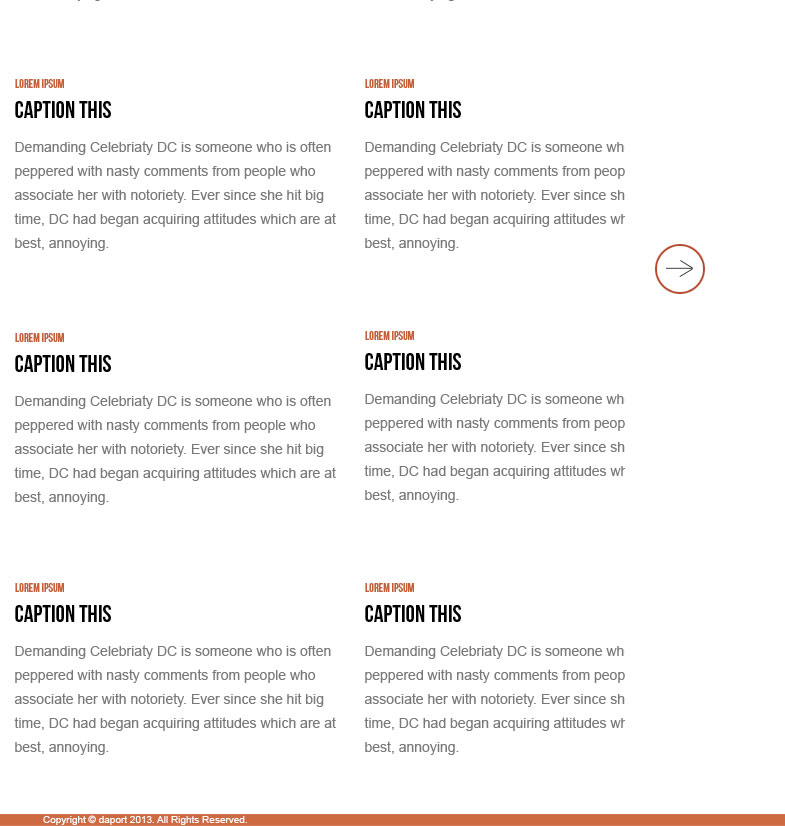 LOREM IPSUM
CAPTION THIS
Demanding Celebriaty DC is someone who is often
peppered with nasty comments from people who
associate her with notoriety. Ever since she hit big
time, DC had began acquiring attitudes which are at
best, annoying.
LOREM IPSUM
CAPTION THIS
Demanding Celebriaty DC is someone wh
peppered with nasty comments from peop
associate her with notoriety. Ever since sh
time, DC had began acquiring attitudes wh
best, annoying.
LOREM IPSUM
CAPTION THIS
Demanding Celebriaty DC is someone who is often
peppered with nasty comments from people who
associate her with notoriety. Ever since she hit big
time, DC had began acquiring attitudes which are at
best, annoying.
LOREM IPSUM
CAPTION THIS
Demanding Celebriaty DC is someone wh
peppered with nasty comments from peop
associate her with notoriety. Ever since sh
time, DC had began acquiring attitudes wh
best, annoying.
LOREM IPSUM
CAPTION THIS
Demanding Celebriaty DC is someone who is often
peppered with nasty comments from people who
associate her with notoriety. Ever since she hit big
time, DC had began acquiring attitudes which are at
best, annoying.
LOREM IPSUM
CAPTION THIS
Demanding Celebriaty DC is someone wh
peppered with nasty comments from peop
associate her with notoriety. Ever since sh
time, DC had began acquiring attitudes wh
best, annoying.
Copyright © daport 2013. All Rights Reserved.